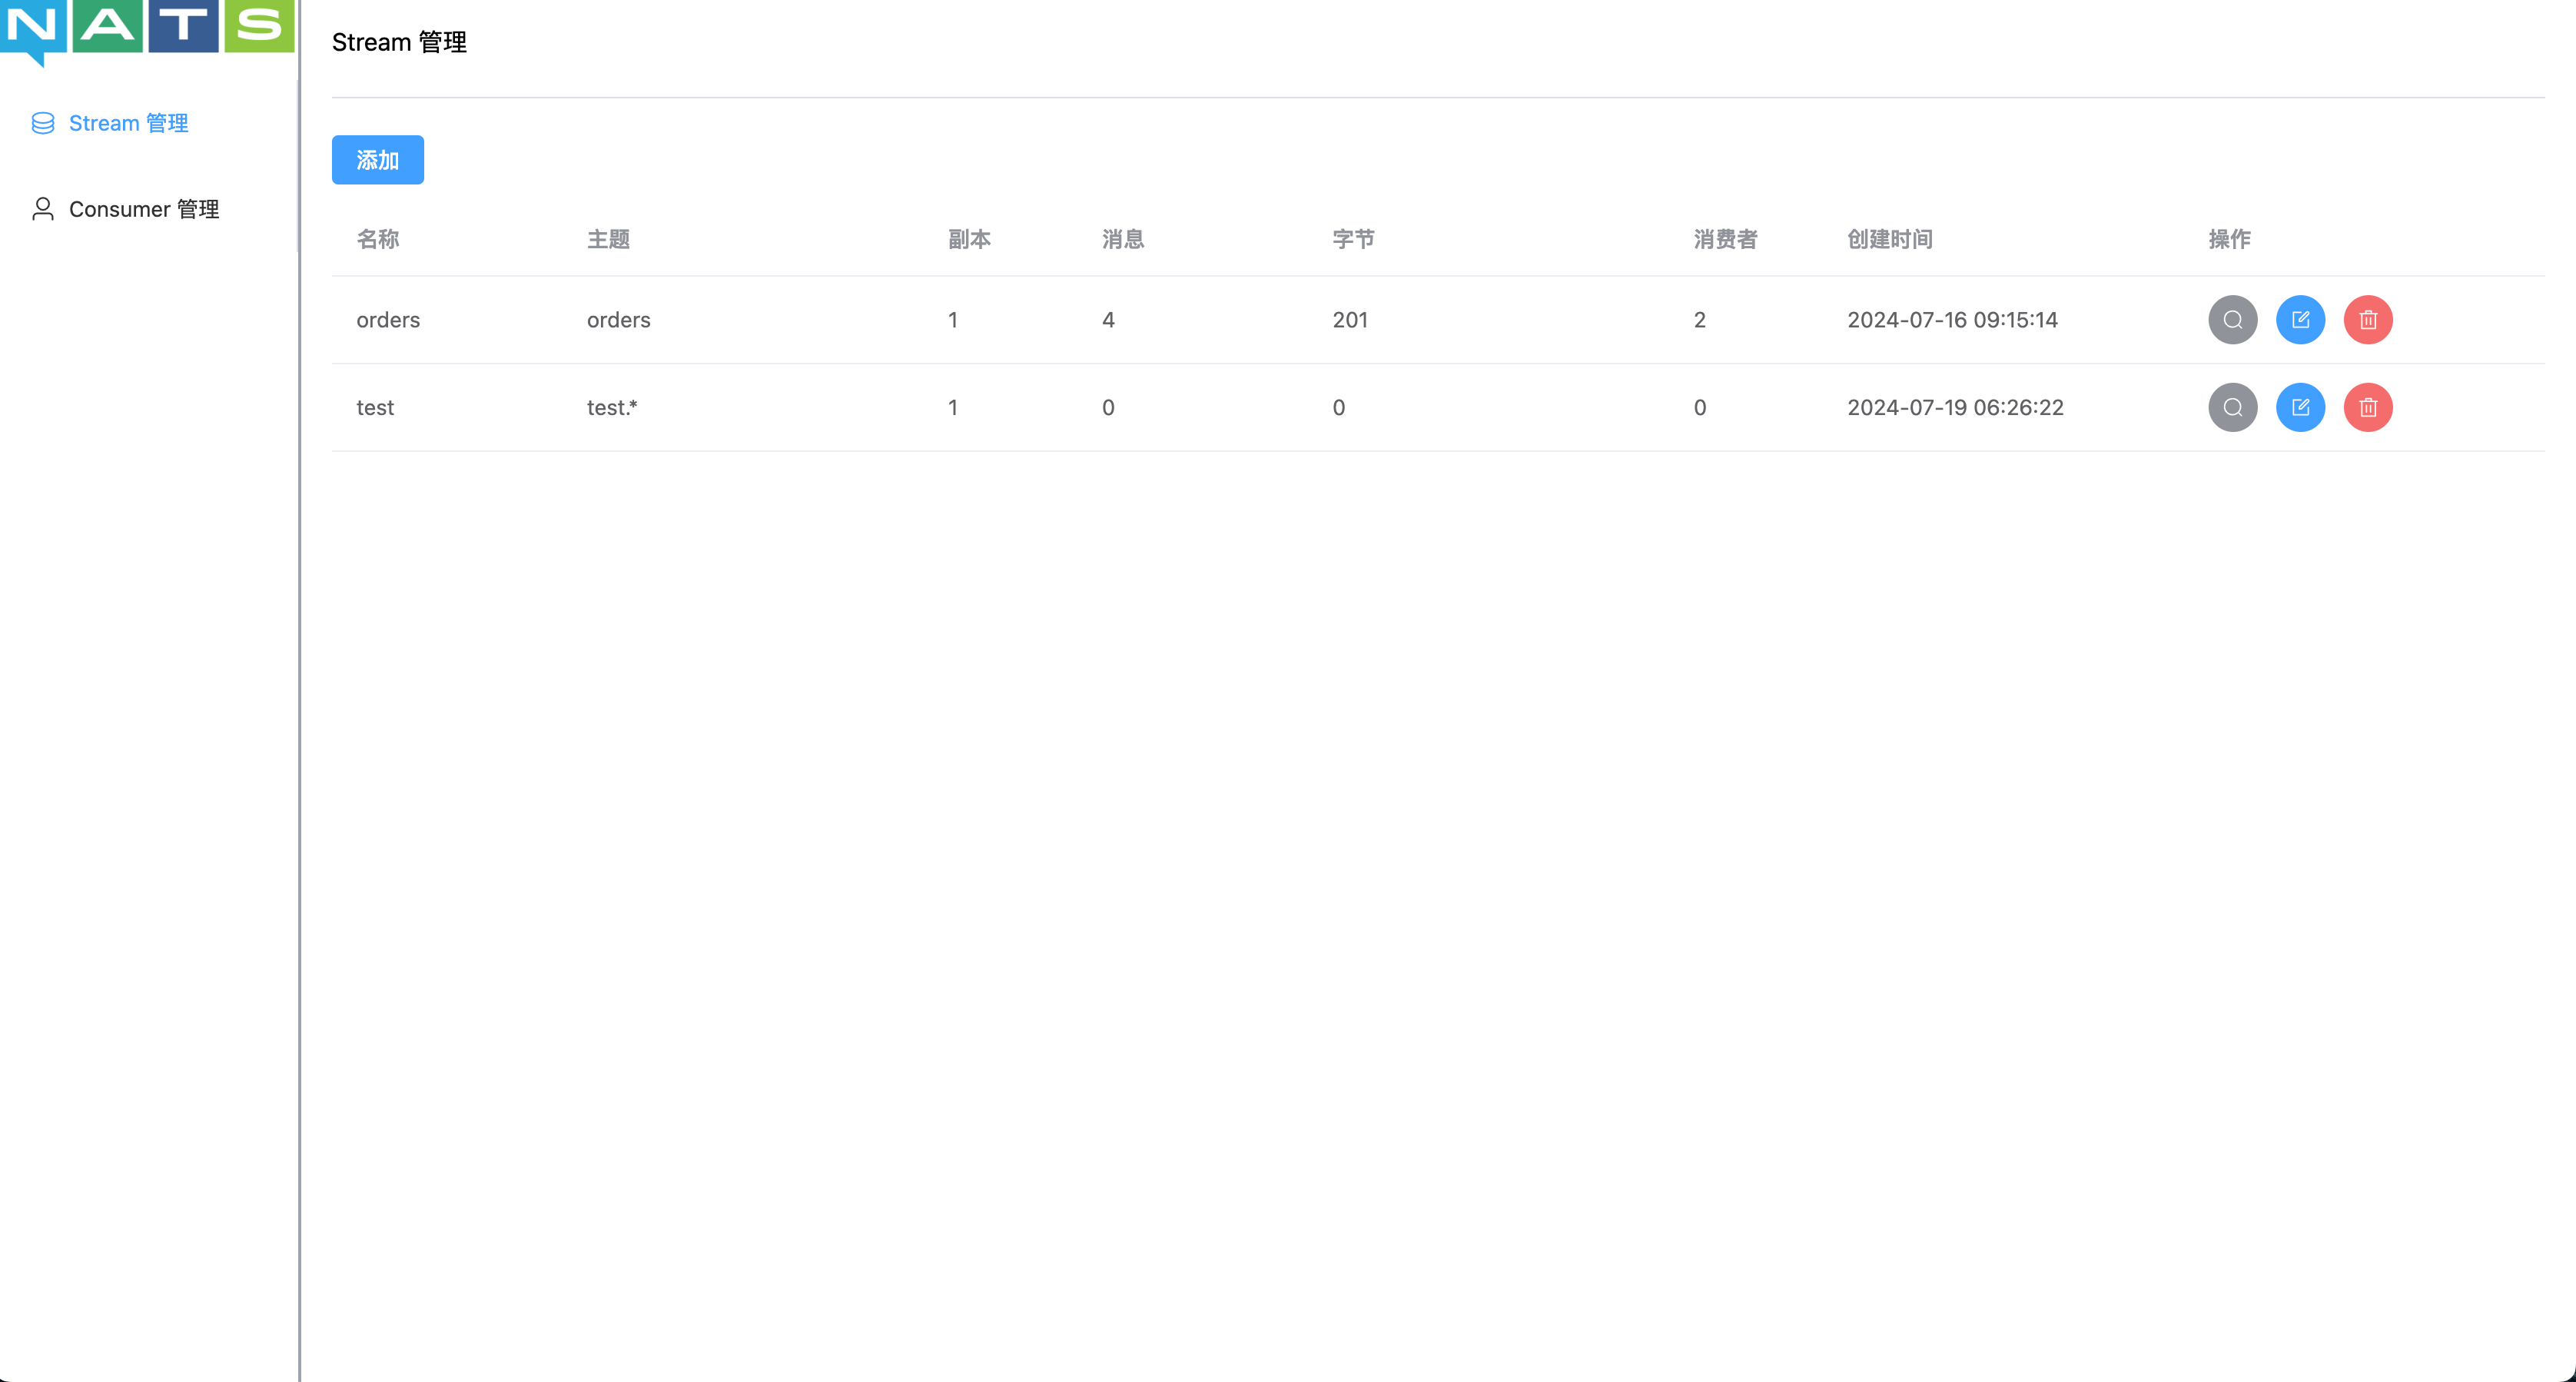 NATS
Stream 管理
Consumer 管理
Stream 管理
添加
名称 主题 副本 消息 字节 消费者 创建时间 操作
orders orders 1 4 201 2 2024-07-16 09:15:14
test test.* 1 0 0 0 2024-07-19 06:26:22